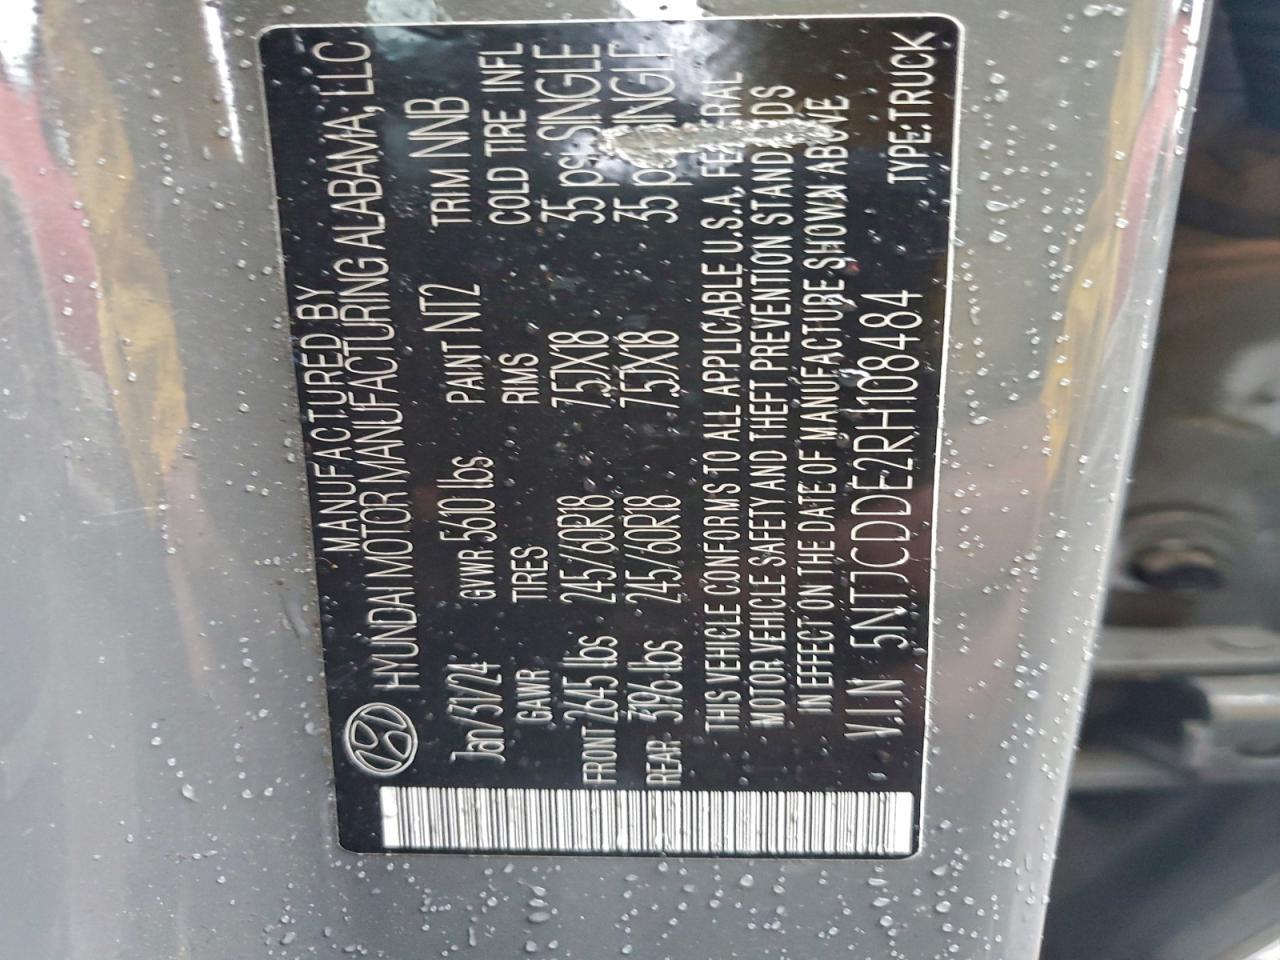 MANUFACTURED BY
HYUNDAI MOTOR MANUFACTURING ALABAMA, LLC
Jan/31/24 GVWR 5610 lbs PAINT NT2 TRIM NNB
GAWR TIRES RIMS COLD TIRE INFL
FRONT 2645 lbs 245/60R18 7.5JX18 35 psi SINGLE
REAR 3196 lbs 245/60R18 7.5JX18 35 SINGLE
THIS VEHICLE CONFORMS TO ALL APPLICABLE U.S.A. FEDERAL
MOTOR VEHICLE SAFETY AND THEFT PREVENTION STANDARDS
IN EFFECT ON THE DATE OF MANUFACTURE SHOWN ABOVE
V.I.N 5NTJCDDE2RH108484 TYPE:TRUCK